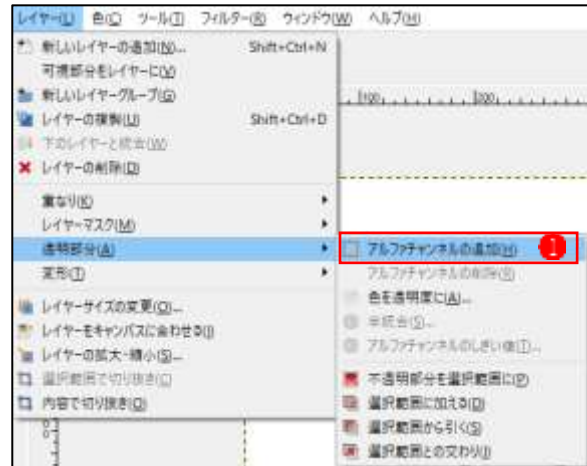 レイヤー(L) 色(C) ツール(T) フィルター(R) ウィンドウ(W) ヘルプ(H)
新しいレイヤーの追加(N)... Shift+Ctrl+N
可視部分をレイヤーに(V)
新しいレイヤーグループ(G)
レイヤーの複製(U) Shift+Ctrl+D
下のレイヤーと統合(W)
レイヤーの削除(D)
重なり(K)
レイヤーマスク(M)
透明部分(A)
変形(T)
レイヤーサイズの変更(O)...
レイヤーをキャンバスに合わせる(I)
レイヤーの拡大・縮小(S)...
選択範囲で切り抜き(C)
内容で切り抜き(O)
100 200
アルファチャンネルの追加(H) 1
アルファチャンネルの削除(R)
色を透明度に(A)...
半統合(S)...
アルファチャンネルのしきい値(T)...
不透明部分を選択範囲に(P)
選択範囲に加える(D)
選択範囲から引く(S)
選択範囲との交わり(I)
0